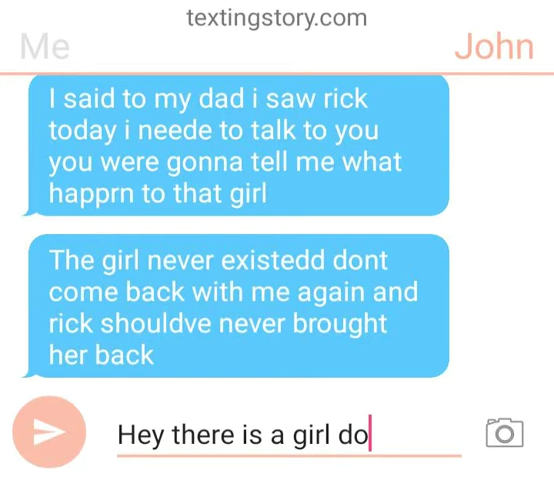 textingstory.com
Me
John
I said to my dad i saw rick
today i neede to talk to you
you were gonna tell me what
happrn to that girl
The girl never existedd dont
come back with me again and
rick shouldve never brought
her back
Hey there is a girl do